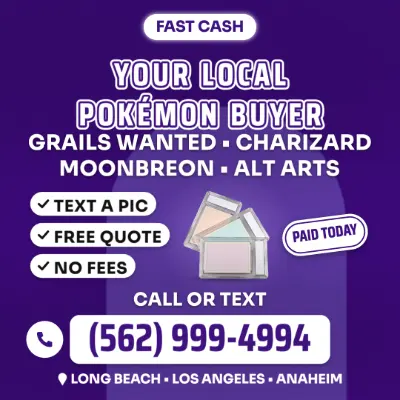 FAST CASH
YOUR LOCAL
POKÉMON BUYER
GRAILS WANTED • CHARIZARD
MOONBREON • ALT ARTS
TEXT A PIC
FREE QUOTE
NO FEES
PAID TODAY
CALL OR TEXT
(562) 999-4994
LONG BEACH • LOS ANGELES • ANAHEIM